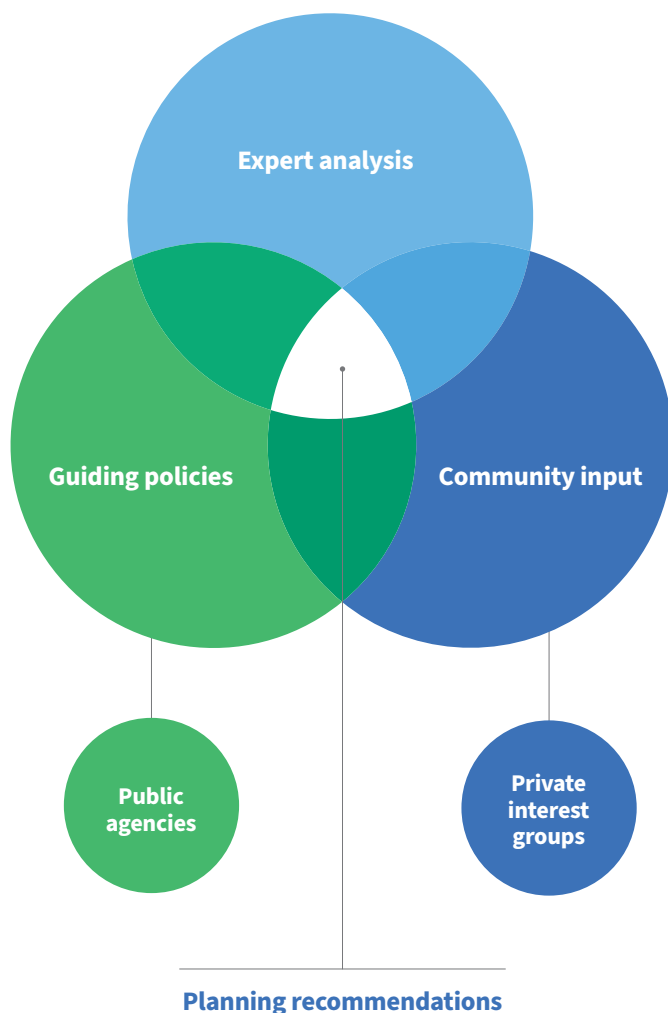 Expert analysis
Guiding policies
Community input
Public
agencies
Private
interest
groups
Planning recommendations